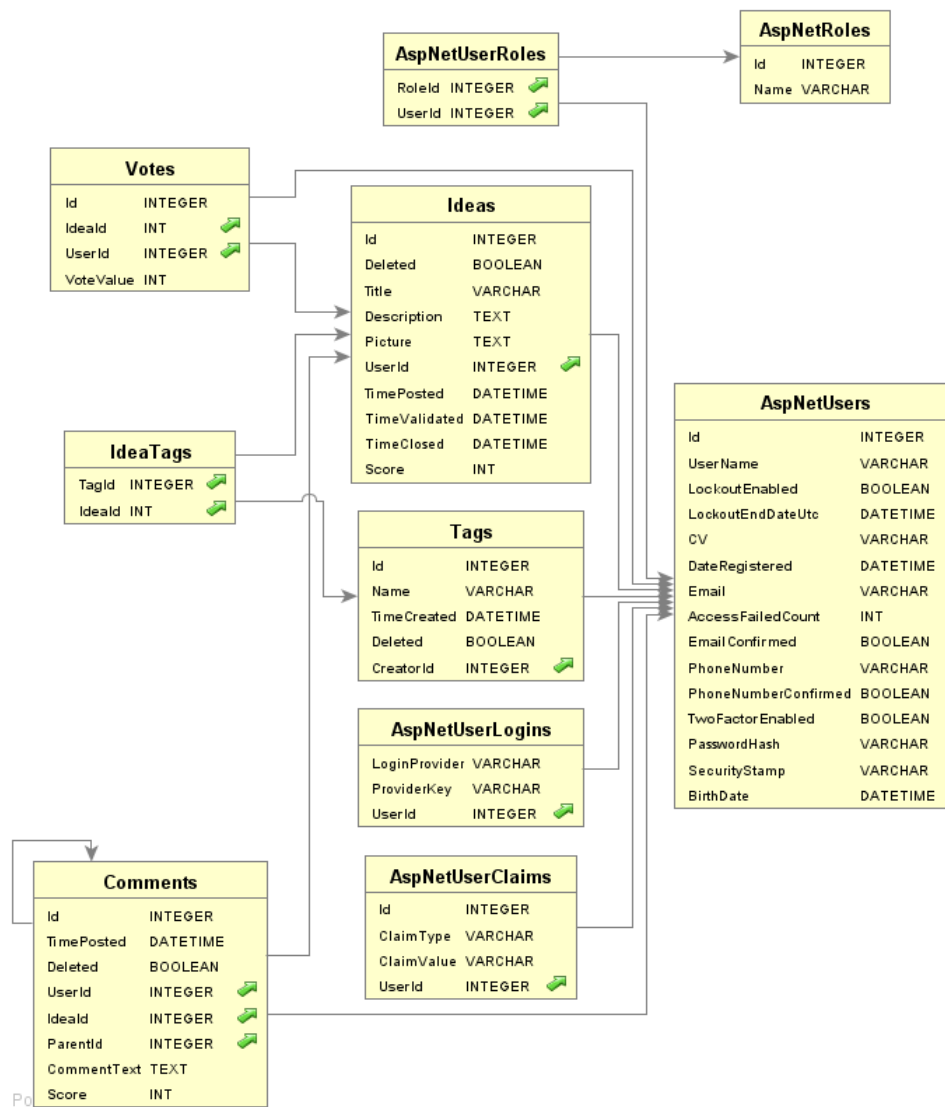 AspNetRoles
Id INTEGER
Name VARCHAR
AspNetUserRoles
RoleId INTEGER
UserId INTEGER
Votes
Id INTEGER
IdeaId INT
UserId INTEGER
VoteValue INT
Ideas
Id INTEGER
Deleted BOOLEAN
Title VARCHAR
Description TEXT
Picture TEXT
UserId INTEGER
TimePosted DATETIME
TimeValidated DATETIME
TimeClosed DATETIME
Score INT
AspNetUsers
Id INTEGER
UserName VARCHAR
LockoutEnabled BOOLEAN
LockoutEndDateUtc DATETIME
CV VARCHAR
DateRegistered DATETIME
Email VARCHAR
AccessFailedCount INT
EmailConfirmed BOOLEAN
PhoneNumber VARCHAR
PhoneNumberConfirmed BOOLEAN
TwoFactorEnabled BOOLEAN
PasswordHash VARCHAR
SecurityStamp VARCHAR
BirthDate DATETIME
IdeaTags
TagId INTEGER
IdeaId INT
Tags
Id INTEGER
Name VARCHAR
TimeCreated DATETIME
Deleted BOOLEAN
CreatorId INTEGER
AspNetUserLogins
LoginProvider VARCHAR
ProviderKey VARCHAR
UserId INTEGER
AspNetUserClaims
Id INTEGER
ClaimType VARCHAR
ClaimValue VARCHAR
UserId INTEGER
Comments
Id INTEGER
TimePosted DATETIME
Deleted BOOLEAN
UserId INTEGER
IdeaId INTEGER
ParentId INTEGER
CommentText TEXT
Score INT